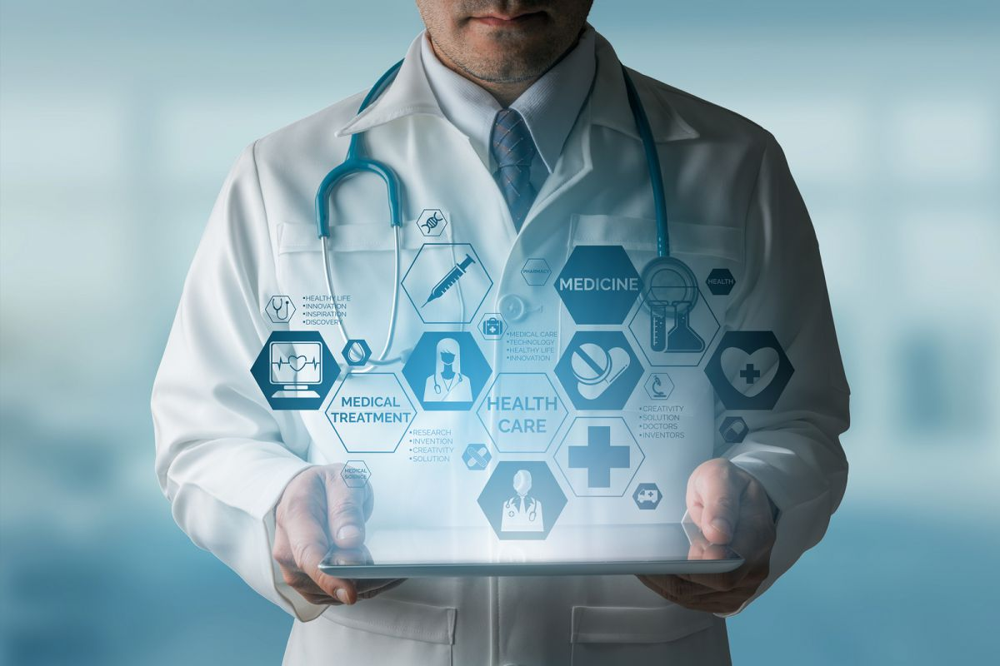 PHARMACY
MEDICINE
HEALTH
•HEALTHY LIFE
•INNOVATION
•INSPIRATION
•DISCOVERY
•MEDICAL CARE
•TECHNOLOGY
•HEALTHY LIFE
•INNOVATION
MEDICAL
TREATMENT
HEALTH
CARE
•CREATIVITY
•SOLUTION
•DOCTORS
•INVENTORS
•RESEARCH
•INVENTION
•CREATIVITY
•SOLUTION
MEDICAL
SCIENCE